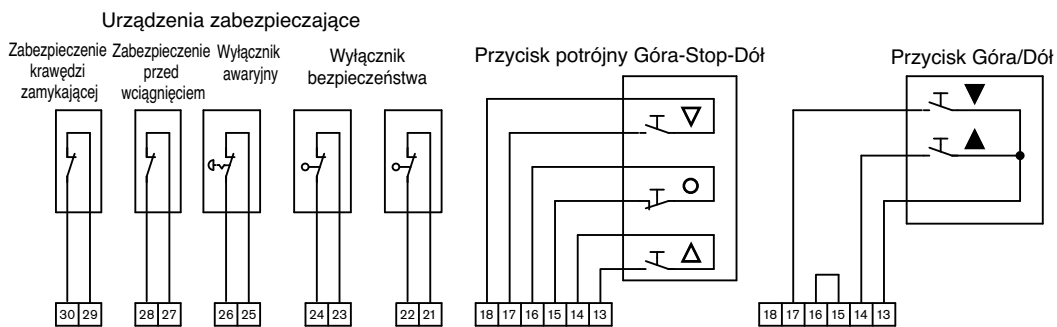 Urządzenia zabezpieczające
Zabezpieczenie
krawędzi
zamykającej
Zabezpieczenie
przed
wciągnięciem
Wyłącznik
awaryjny
Wyłącznik
bezpieczeństwa
Przycisk potrójny Góra-Stop-Dół
Przycisk Góra/Dół
30 29
28 27
26 25
24 23
22 21
18 17 16 15 14 13
18 17 16 15 14 13